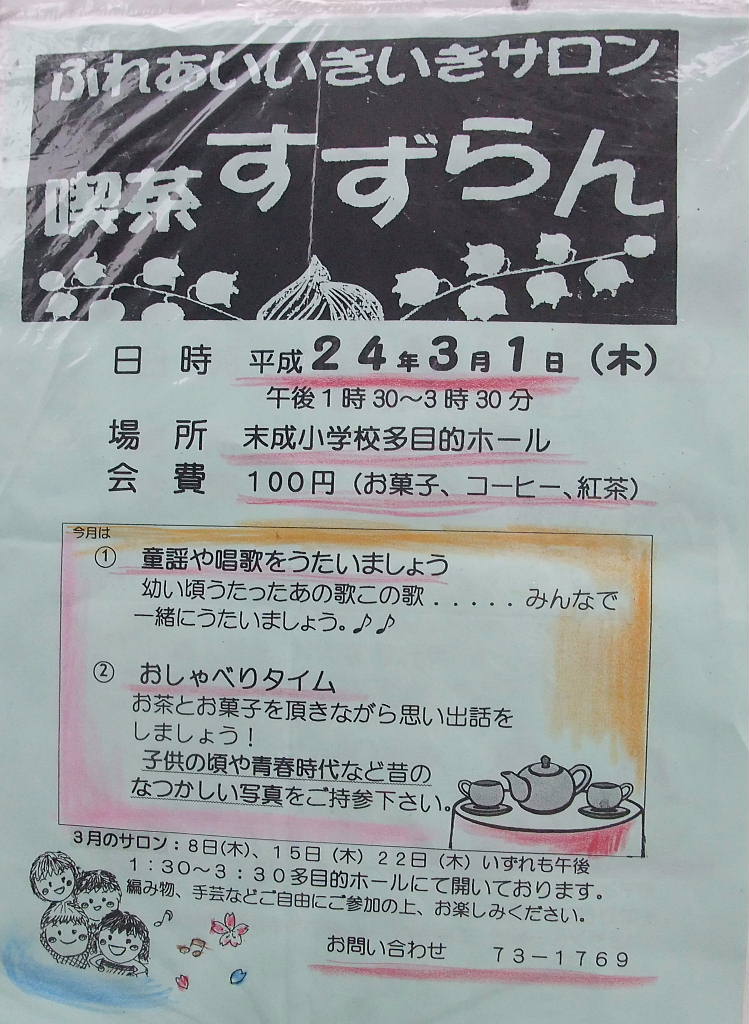 ふれあいいきいきサロン
喫茶すずらん
日 時 平成24年3月1日(木)
午後1時30～3時30分
場 所 末成小学校多目的ホール
会 費 100円(お菓子、コーヒー、紅茶)
今月は
① 童謡や唱歌をうたいましょう
幼い頃うたったあの歌この歌.....みんなで
一緒にうたいましょう。♪♪
② おしゃべりタイム
お茶とお菓子を頂きながら思い出話を
しましょう!
子供の頃や青春時代など昔の
なつかしい写真をご持参下さい。
3月のサロン:8日(木)、15日(木)22日(木)いずれも午後
1:30～3:30多目的ホールにて開いております。
編み物、手芸などご自由にご参加の上、お楽しみください。
お問い合わせ 73-1769